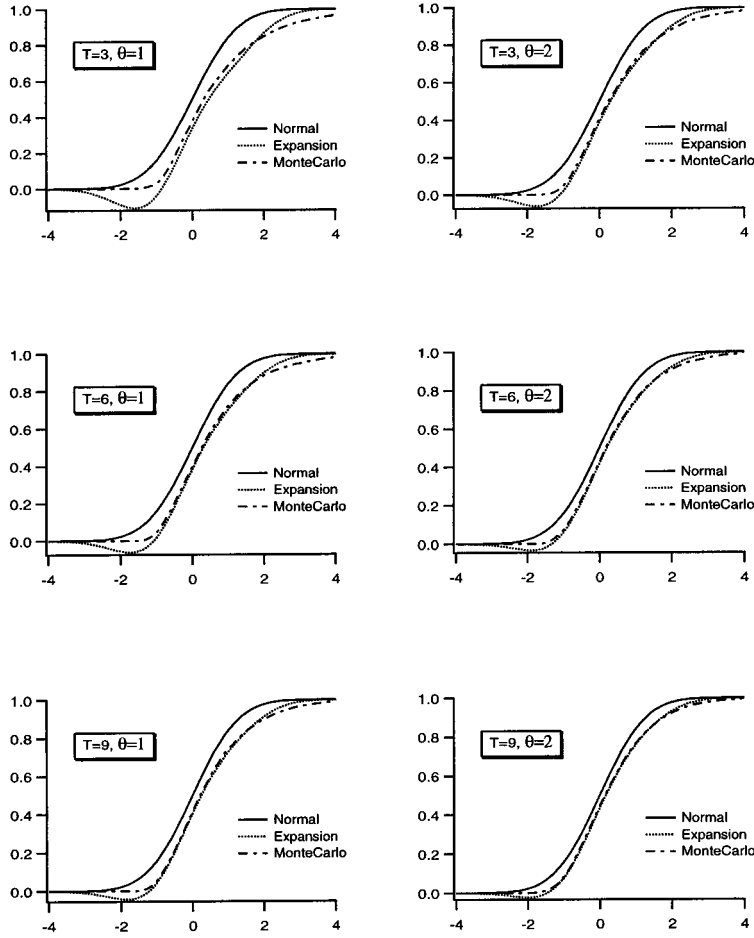 1.0
0.8
0.6
0.4
0.2
0.0
T=3, θ=1
Normal
Expansion
MonteCarlo
-4 -2 0 2 4
1.0
0.8
0.6
0.4
0.2
0.0
T=3, θ=2
Normal
Expansion
MonteCarlo
-4 -2 0 2 4
1.0
0.8
0.6
0.4
0.2
0.0
T=6, θ=1
Normal
Expansion
MonteCarlo
-4 -2 0 2 4
1.0
0.8
0.6
0.4
0.2
0.0
T=6, θ=2
Normal
Expansion
MonteCarlo
-4 -2 0 2 4
1.0
0.8
0.6
0.4
0.2
0.0
T=9, θ=1
Normal
Expansion
MonteCarlo
-4 -2 0 2 4
1.0
0.8
0.6
0.4
0.2
0.0
T=9, θ=2
Normal
Expansion
MonteCarlo
-4 -2 0 2 4